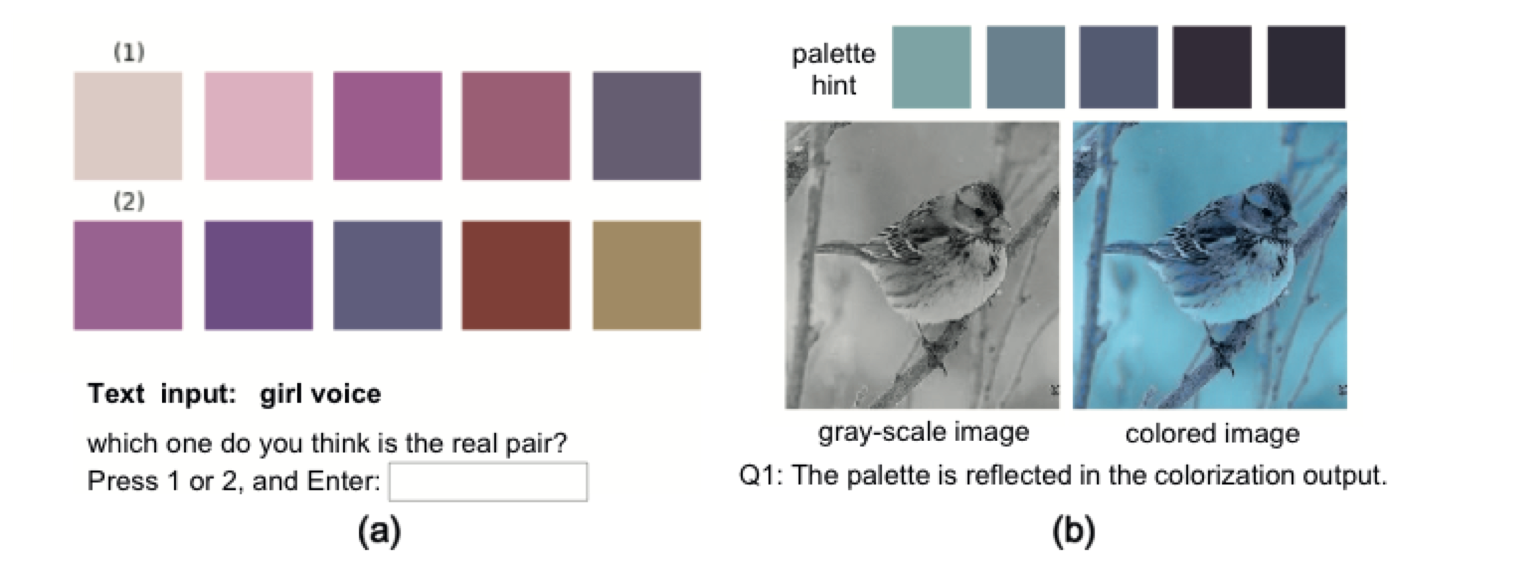 (1)
(2)
Text input: girl voice
which one do you think is the real pair?
Press 1 or 2, and Enter:
(a)
palette
hint
gray-scale image
colored image
Q1: The palette is reflected in the colorization output.
(b)